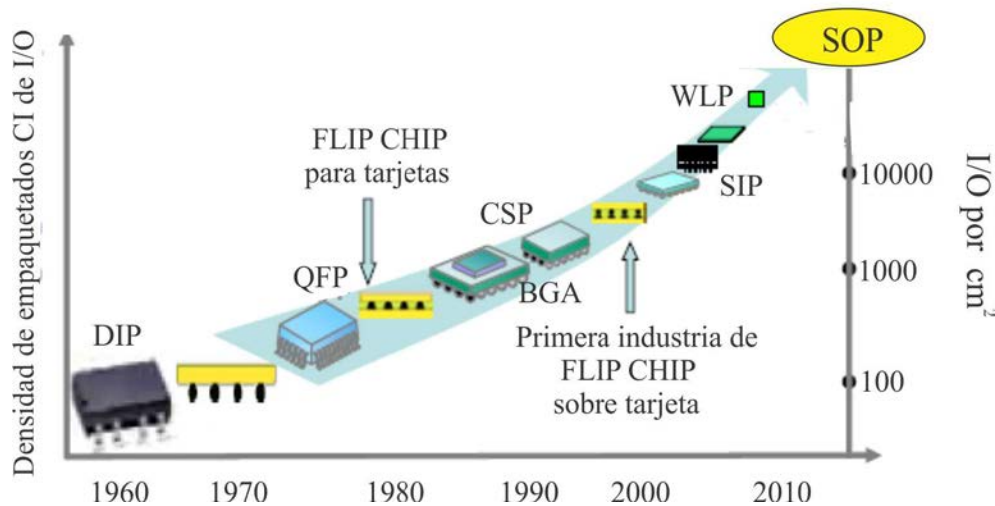 SOP
Densidad de empaquetados CI de I/O
WLP
FLIP CHIP
para tarjetas
10000
SIP
CSP
I/O por cm²
QFP
1000
BGA
DIP
Primera industria de
FLIP CHIP
sobre tarjeta
100
1960
1970
1980
1990
2000
2010